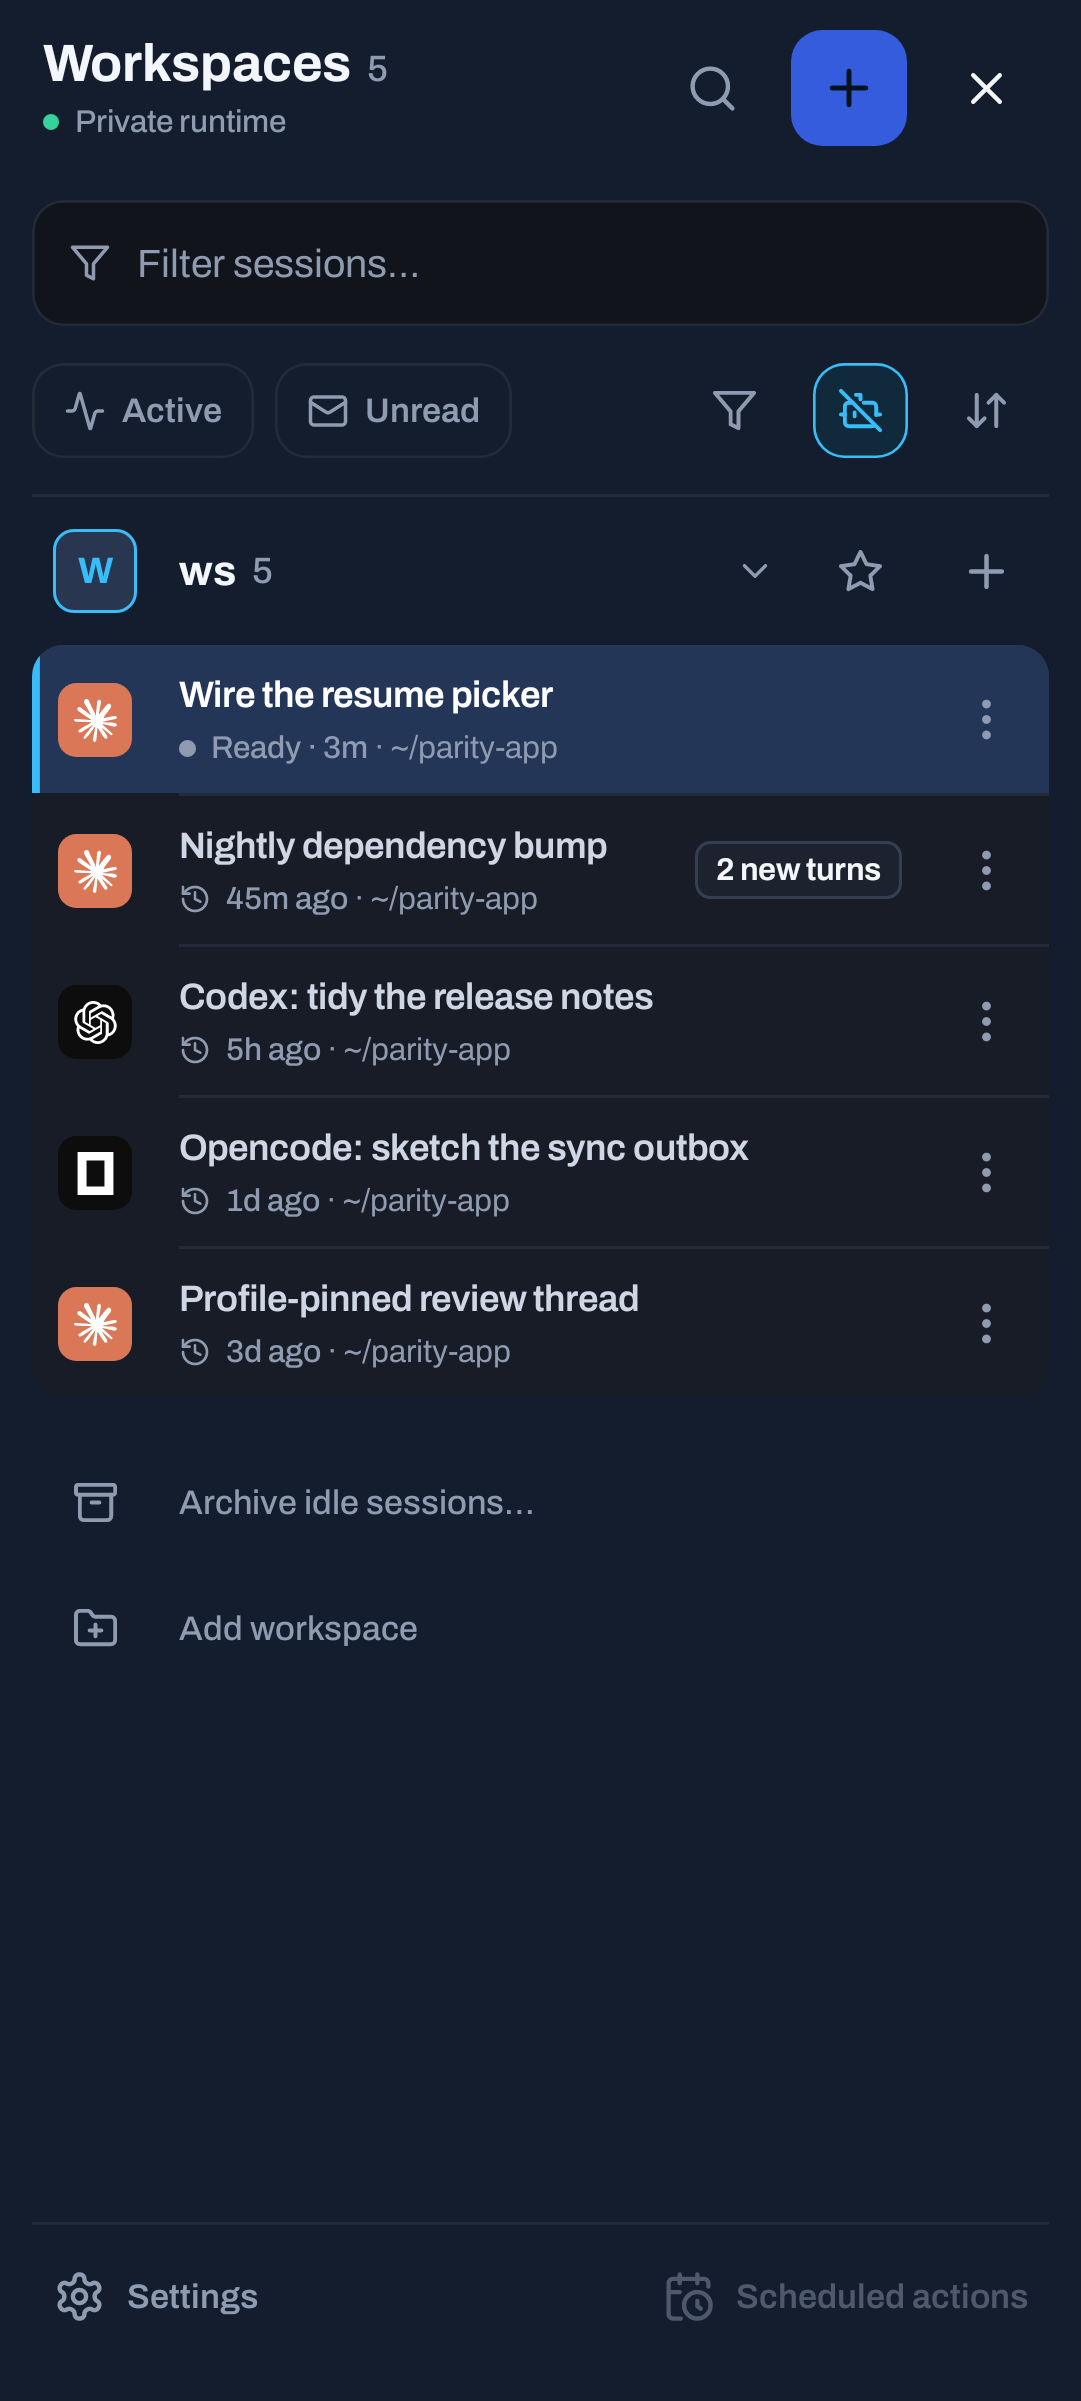 Workspaces 5
Private runtime
Filter sessions...
Active
Unread
W
ws 5
Wire the resume picker
Ready · 3m · ~/parity-app
Nightly dependency bump
2 new turns
45m ago · ~/parity-app
Codex: tidy the release notes
5h ago · ~/parity-app
Opencode: sketch the sync outbox
1d ago · ~/parity-app
Profile-pinned review thread
3d ago · ~/parity-app
Archive idle sessions...
Add workspace
Settings
Scheduled actions